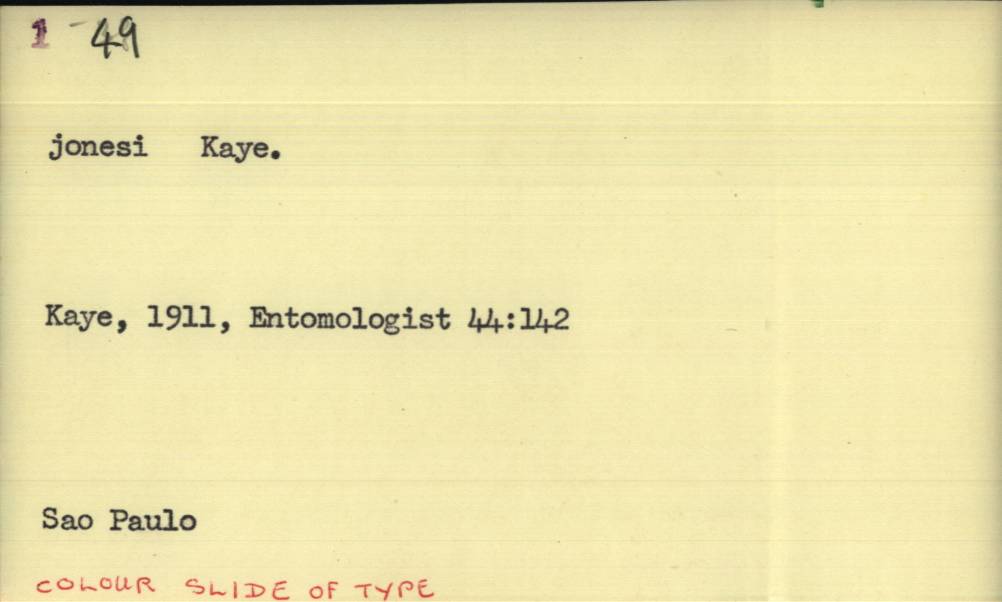 1 - 49
jonesi Kaye.
Kaye, 1911, Entomologist 44:142
Sao Paulo
COLOUR SLIDE OF TYPE